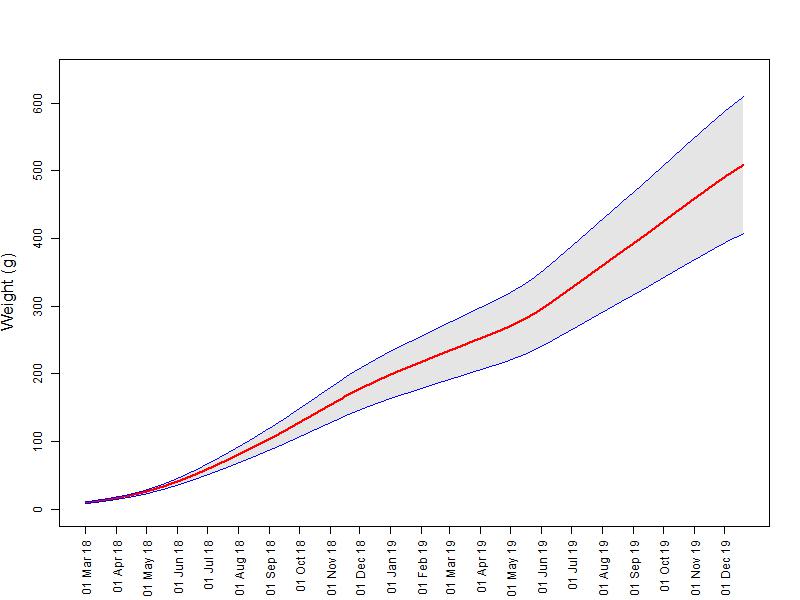 Weight (g)
600
500
400
300
200
100
0
01 Mar 18
01 Apr 18
01 May 18
01 Jun 18
01 Jul 18
01 Aug 18
01 Sep 18
01 Oct 18
01 Nov 18
01 Dec 18
01 Jan 19
01 Feb 19
01 Mar 19
01 Apr 19
01 May 19
01 Jun 19
01 Jul 19
01 Aug 19
01 Sep 19
01 Oct 19
01 Nov 19
01 Dec 19